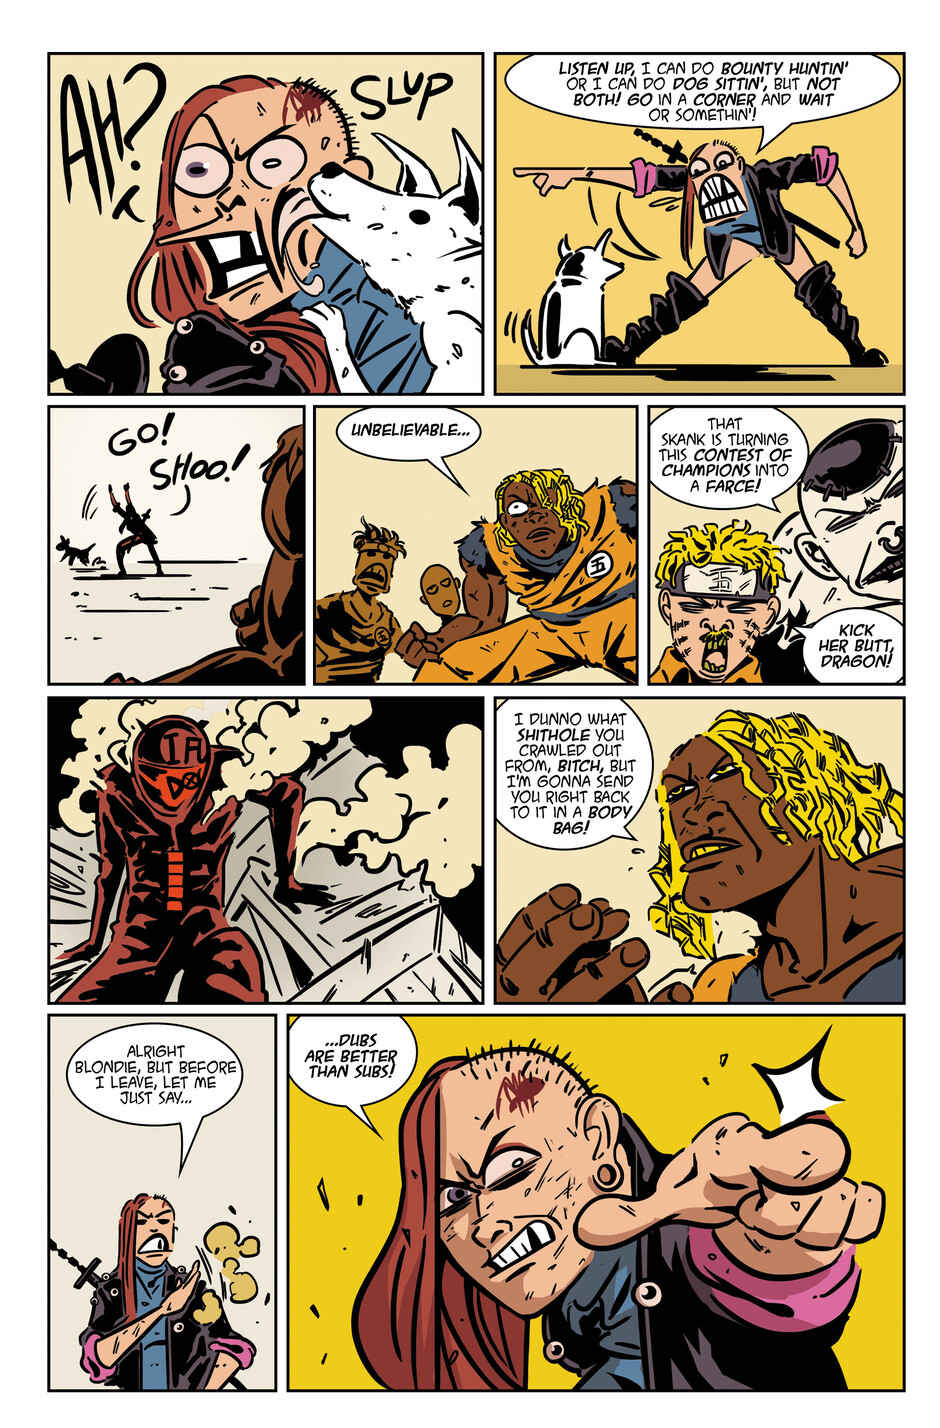 AH?
SLUP
LISTEN UP, I CAN DO BOUNTY HUNTIN'
OR I CAN DO DOG SITTIN', BUT NOT
BOTH! GO IN A CORNER AND WAIT
OR SOMETHIN'!
GO!
SHOO!
UNBELIEVABLE...
五
THAT
SKANK IS TURNING
THIS CONTEST OF
CHAMPIONS INTO
A FARCE!
五
KICK
HER BUTT,
DRAGON!
I DUNNO WHAT
SHITHOLE YOU
CRAWLED OUT
FROM, BITCH, BUT
I'M GONNA SEND
YOU RIGHT BACK
TO IT IN A BODY
BAG!
ALRIGHT
BLONDIE, BUT BEFORE
I LEAVE, LET ME
JUST SAY...
...DUBS
ARE BETTER
THAN SUBS!